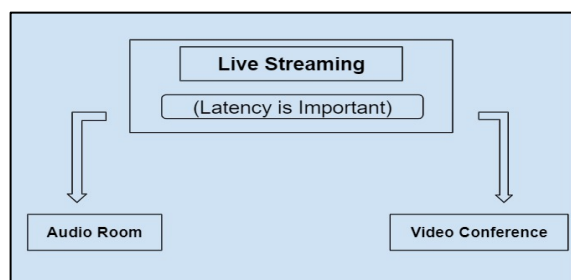 Live Streaming
(Latency is Important)
Audio Room
Video Conference